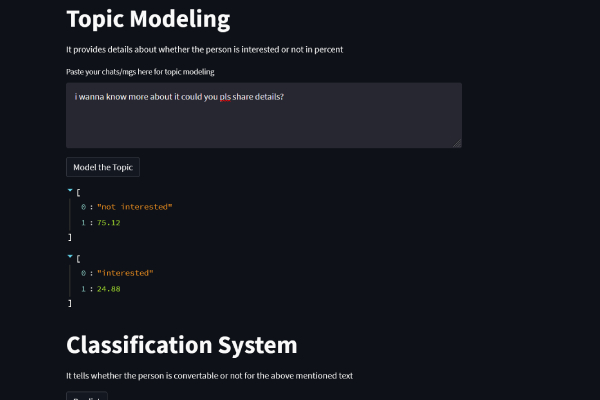 Topic Modeling
It provides details about whether the person is interested or not in percent
Paste your chats/mgs here for topic modeling
i wanna know more about it could you pls share details?
Model the Topic
[
0 : "not interested"
1 : 75.12
]
[
0 : "interested"
1 : 24.88
]
Classification System
It tells whether the person is convertable or not for the above mentioned text